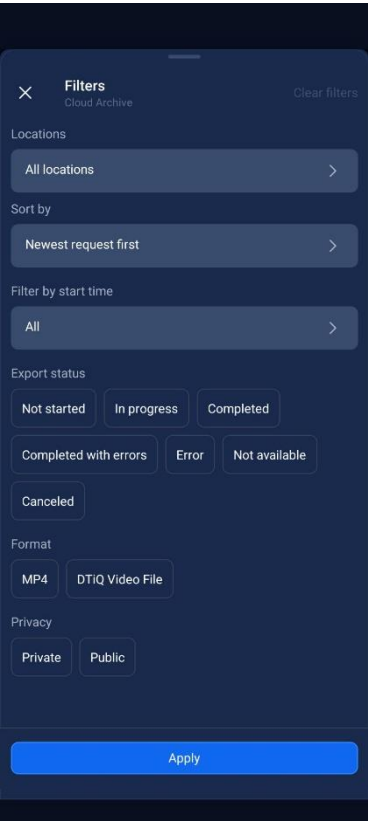 Filters
Cloud Archive
Clear filters
Locations
All locations
Sort by
Newest request first
Filter by start time
All
Export status
Not started
In progress
Completed
Completed with errors
Error
Not available
Canceled
Format
MP4
DTiQ Video File
Privacy
Private
Public
Apply